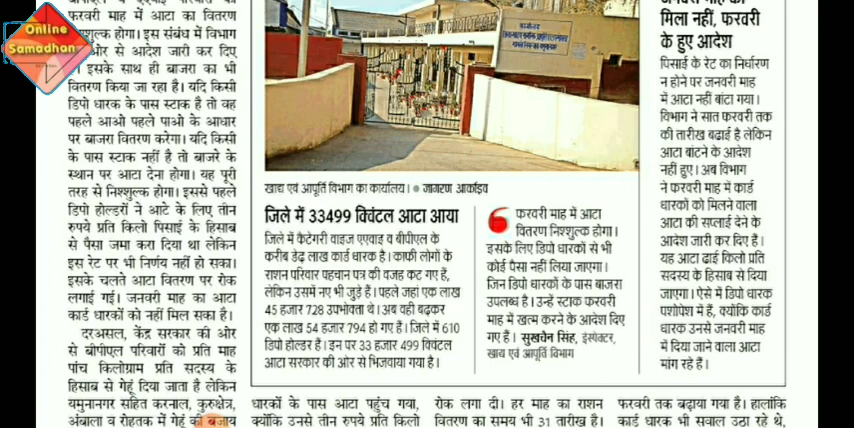 Online
Samadhan
फरवरी माह में आटा का वितरण
निश्शुल्क होगा। इस संबंध में विभाग
ओर से आदेश जारी कर दिए
इसके साथ ही बाजरा का भी
वितरण किया जा रहा है। यदि किसी
डिपो धारक के पास स्टाक है तो वह
पहले आओ पहले पाओ के आधार
पर बाजरा वितरण करेगा। यदि किसी
के पास स्टाक नहीं है तो बाजरे के
स्थान पर आटा देना होगा। यह पूरी
तरह से निश्शुल्क होगा। इससे पहले
डिपो होल्डरों ने आटे के लिए तीन
रुपये प्रति किलो पिसाई के हिसाब
से पैसा जमा करा दिया था लेकिन
इस रेट पर भी निर्णय नहीं हो सका।
इसके चलते आटा वितरण पर रोक
लगाई गई। जनवरी माह का आटा
कार्ड धारकों को नहीं मिल सका है।
दरअसल, केंद्र सरकार की ओर
से बीपीएल परिवारों को प्रति माह
पांच किलोग्राम प्रति सदस्य के
हिसाब से गेहूं दिया जाता है लेकिन
यमुनानगर सहित करनाल, कुरुक्षेत्र,
अंबाला व रोहतक में गेहूं की बजाय
खाद्य एवं आपूर्ति विभाग का कार्यालय। ● जागरण आर्काइव
जिले में 33499 क्विंटल आटा आया
जिले में कैटेगरी वाइज एएवाइ व बीपीएल के
करीब डेढ़ लाख कार्ड धारक है। काफी लोगों के
राशन परिवार पहचान पत्र की वजह कट गए हैं,
लेकिन उसमें नए भी जुड़े हैं। पहले जहां एक लाख
45 हजार 728 उपभोक्ता थे। अब वही बढ़कर
एक लाख 54 हजार 794 हो गए हैं। जिले में 610
डिपो होल्डर है। इन पर 33 हजार 499 क्विंटल
आटा सरकार की ओर से भिजवाया गया है।
फरवरी माह में आटा
वितरण निश्शुल्क होगा।
इसके लिए डिपो धारकों से भी
कोई पैसा नहीं लिया जाएगा।
जिन डिपो धारकों के पास बाजरा
उपलब्ध है। उन्हें स्टाक फरवरी
माह में खत्म करने के आदेश दिए
गए हैं। सुखचैन सिंह, इंस्पेक्टर,
खाद्य एवं आपूर्ति विभाग
धारकों के पास आटा पहुंच गया,
क्योंकि उनसे तीन रुपये प्रति किलो
रोक लगा दी। हर माह का राशन
वितरण का समय भी 31 तारीख है।
मिला नहीं, फरवरी
के हुए आदेश
पिसाई के रेट का निर्धारण
न होने पर जनवरी माह
में आटा नहीं बांटा गया।
विभाग ने सात फरवरी तक
की तारीख बढाई है लेकिन
आटा बांटने के आदेश
नहीं हुए। अब विभाग
ने फरवरी माह में कार्ड
धारकों को मिलने वाला
आटा की सप्लाई देने के
आदेश जारी कर दिए है।
यह आटा ढाई किलो प्रति
सदस्य के हिसाब से दिया
जाएगा। ऐसे में डिपो धारक
पशोपेश में हैं, क्योंकि कार्ड
धारक उनसे जनवरी माह
में दिया जाने वाला आटा
मांग रहे हैं।
फरवरी तक बढ़ाया गया है। हालांकि
कार्ड धारक भी सवाल उठा रहे थे,